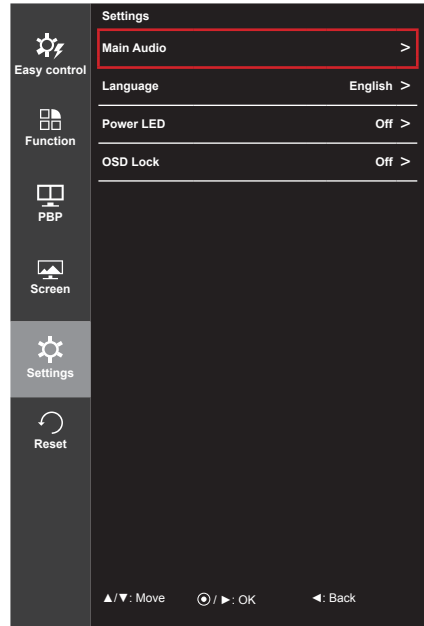 Settings
Easy control
Function
PBP
Screen
Settings
Reset
Main Audio >
Language English >
Power LED Off >
OSD Lock Off >
▲/▼: Move ⦿ / ►: OK ◄: Back